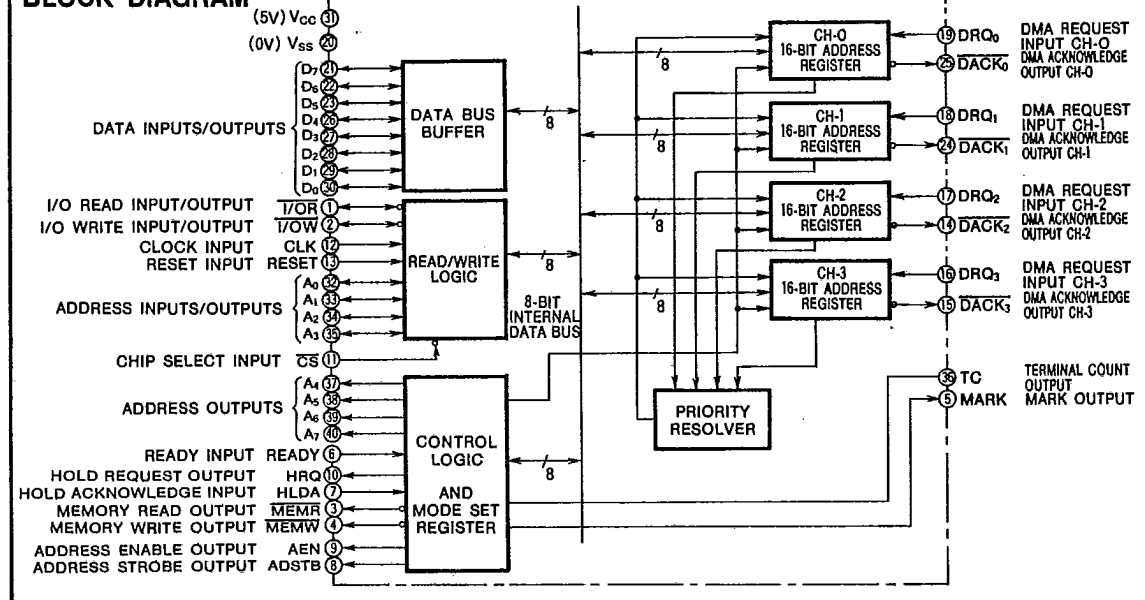 BLOCK DIAGRAM
(5V) VCC 31
(0V) VSS 20
DATA INPUTS/OUTPUTS
D7 21
D6 22
D5 23
D4 26
D3 27
D2 28
D1 29
D0 30
DATA BUS
BUFFER
8
I/O READ INPUT/OUTPUT I/OR 1
I/O WRITE INPUT/OUTPUT I/OW 2
CLOCK INPUT CLK 12
RESET INPUT RESET 13
ADDRESS INPUTS/OUTPUTS
A0 32
A1 33
A2 34
A3 35
READ/WRITE
LOGIC
8
8-BIT
INTERNAL
DATA BUS
CHIP SELECT INPUT CS 11
ADDRESS OUTPUTS
A4 37
A5 38
A6 39
A7 40
READY INPUT READY 6
HOLD REQUEST OUTPUT HRQ 10
HOLD ACKNOWLEDGE INPUT HLDA 7
MEMORY READ OUTPUT MEMR 3
MEMORY WRITE OUTPUT MEMW 4
ADDRESS ENABLE OUTPUT AEN 9
ADDRESS STROBE OUTPUT ADSTB 8
CONTROL
LOGIC
AND
MODE SET
REGISTER
8
8
CH-0
16-BIT ADDRESS
REGISTER
19 DRQ0 DMA REQUEST
INPUT CH-0
25 DACK0 DMA ACKNOWLEDGE
OUTPUT CH-0
8
CH-1
16-BIT ADDRESS
REGISTER
18 DRQ1 DMA REQUEST
INPUT CH-1
24 DACK1 DMA ACKNOWLEDGE
OUTPUT CH-1
8
CH-2
16-BIT ADDRESS
REGISTER
17 DRQ2 DMA REQUEST
INPUT CH-2
14 DACK2 DMA ACKNOWLEDGE
OUTPUT CH-2
8
CH-3
16-BIT ADDRESS
REGISTER
16 DRQ3 DMA REQUEST
INPUT CH-3
15 DACK3 DMA ACKNOWLEDGE
OUTPUT CH-3
PRIORITY
RESOLVER
36 TC TERMINAL COUNT
OUTPUT
5 MARK MARK OUTPUT